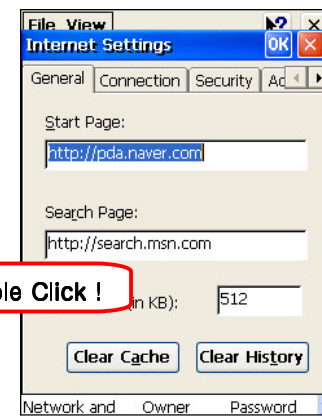 File View ?  ×
Internet Settings OK ×
General Connection Security
Start Page:
http://pda.naver.com
Search Page:
http://search.msn.com
Click !
(in KB): 512
Clear Cache Clear History
Network and Owner Password